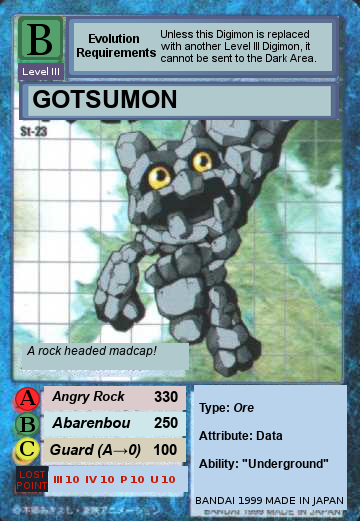 B
Level III
Evolution Requirements
Unless this Digimon is replaced
with another Level III Digimon, it
cannot be sent to the Dark Area.
GOTSUMON
St-23
A rock headed madcap!
A Angry Rock 330
B Abarenbou 250
C Guard (A→0) 100
LOST POINT III 10 IV 10 P 10 U 10
Type: Ore
Attribute: Data
Ability: "Underground"
BANDAI 1999 MADE IN JAPAN